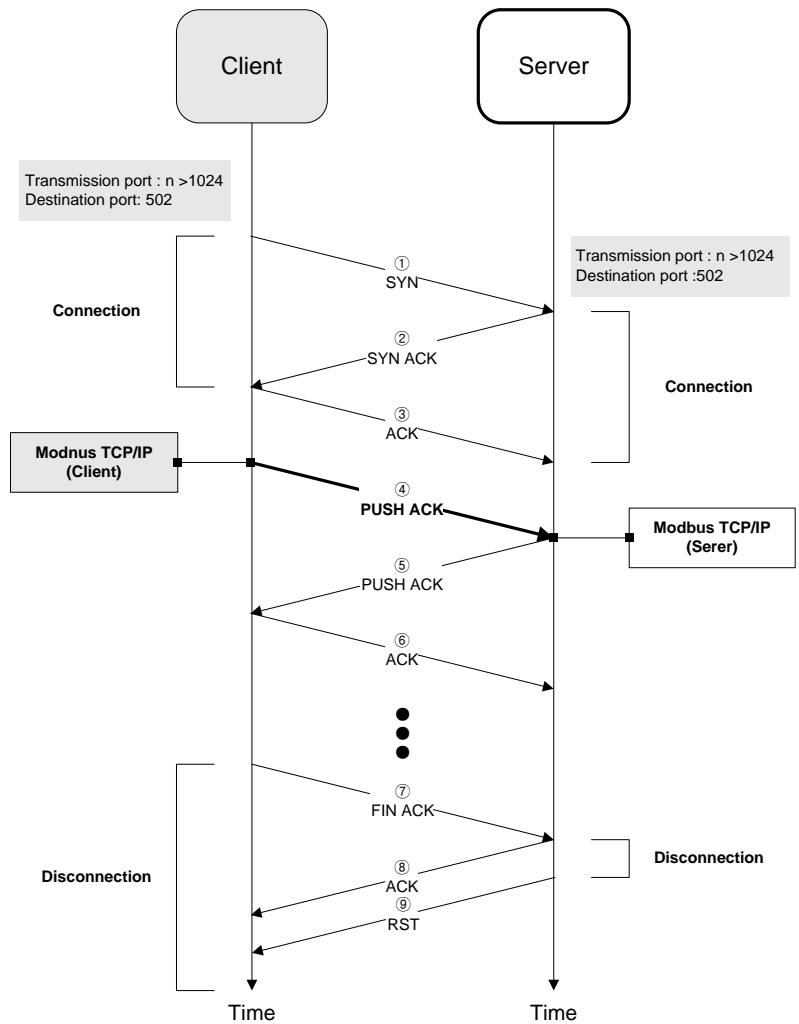 Client
Server
Transmission port : n >1024
Destination port: 502
Transmission port : n >1024
Destination port :502
①
SYN
Connection
②
SYN ACK
Connection
③
ACK
Modnus TCP/IP
(Client)
④
PUSH ACK
Modbus TCP/IP
(Serer)
⑤
PUSH ACK
⑥
ACK
⑦
FIN ACK
Disconnection
⑧
ACK
Disconnection
⑨
RST
Time
Time